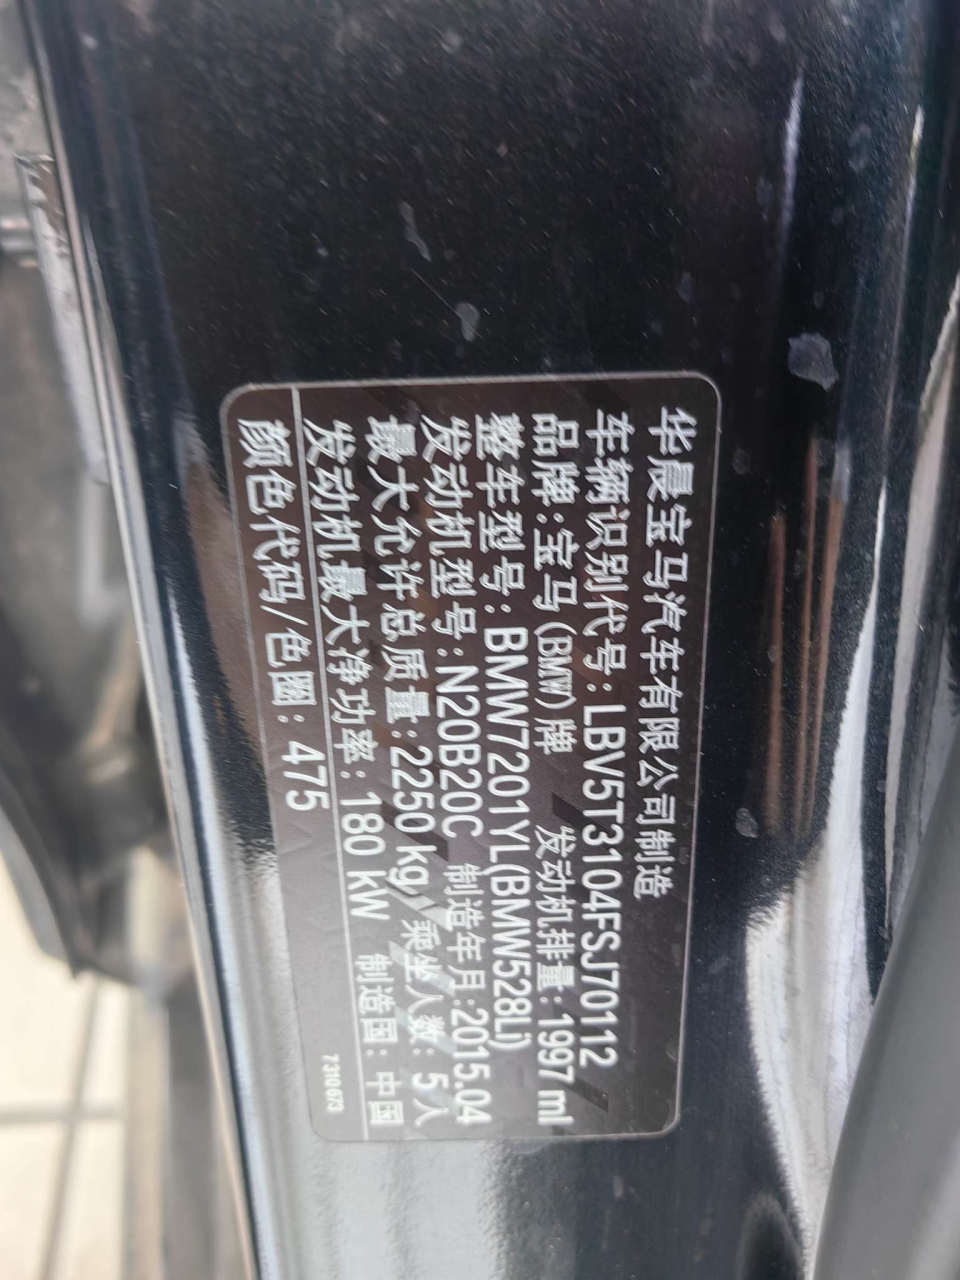 华晨宝马汽车有限公司制造
车辆识别代号:LBV5T3104FSJ70112
品牌:宝马(BMW)牌 发动机排量:1997 ml
整车型号:BMW7201YL(BMW528Li)
发动机型号:N20B20C 制造年月:2015.04
最大允许总质量:2250 kg 乘坐人数:5人
发动机最大净功率:180 kW 制造国:中国
颜色代码/色圈:475
7310673